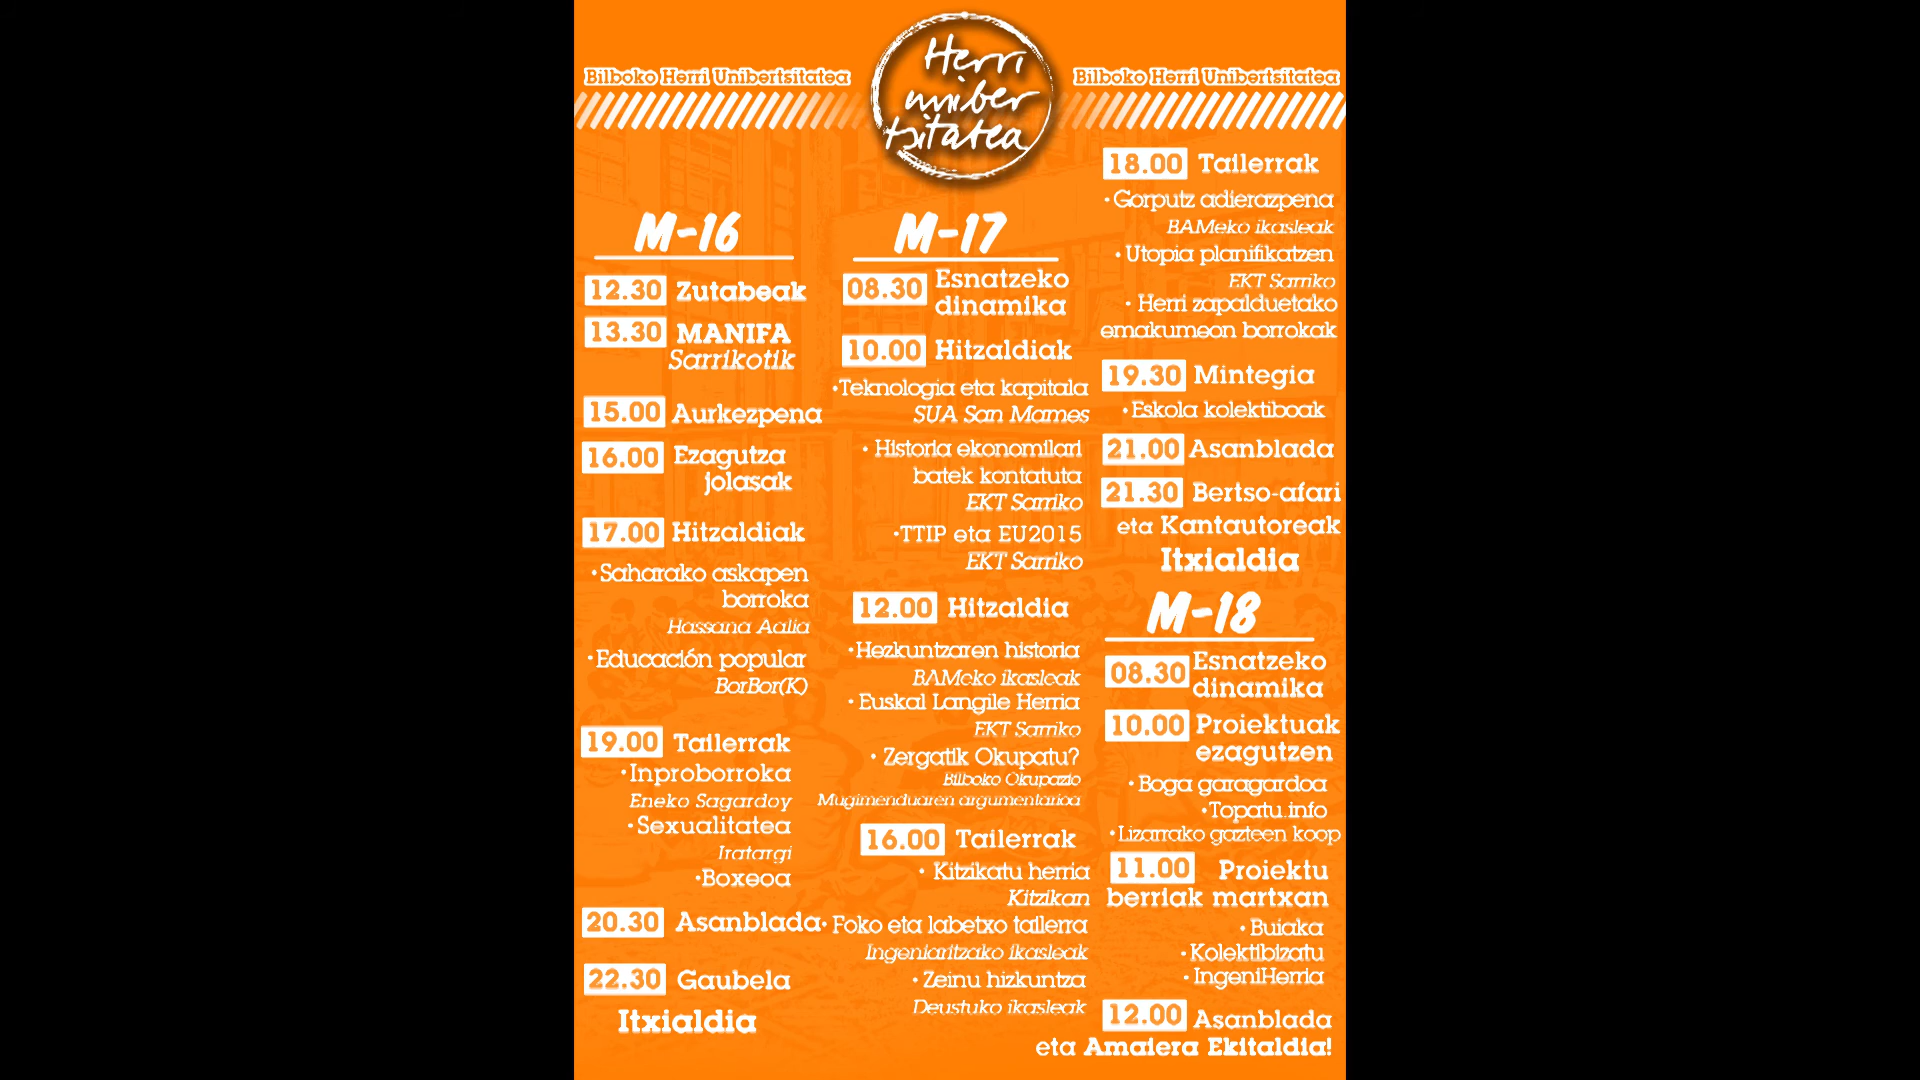 Bilboko Herri Unibertsitatea
Herri
uniber
tsitatea
Bilboko Herri Unibertsitatea
M-16
12.30 Zutabeak
13.30 MANIFA
Sarrikotik
15.00 Aurkezpena
16.00 Ezagutza
jolasak
17.00 Hitzaldiak
·Saharako askapen
borroka
Hassana Aalia
·Educación popular
BorBor(K)
19.00 Tailerrak
·Inproborroka
Eneko Sagardoy
·Sexualitatea
Iratargi
·Boxeoa
20.30 Asanblada
22.30 Gaubela
Itxialdia
M-17
08.30 Esnatzeko
dinamika
10.00 Hitzaldiak
·Teknologia eta kapitala
SUA San Mames
· Historia ekonomilari
batek kontatuta
EKT Sarriko
·TTIP eta EU2015
EKT Sarriko
12.00 Hitzaldia
·Hezkuntzaren historia
BAMeko ikasleak
· Euskal Langile Herria
EKT Sarriko
· Zergatik Okupatu?
Bilboko Okupazio
Mugimenduaren argumentarioa
16.00 Tailerrak
· Kitzikatu herria
Kitzikan
· Foko eta labetxo tailerra
Ingeniaritzako ikasleak
· Zeinu hizkuntza
Deustuko ikasleak
18.00 Tailerrak
·Gorputz adierazpena
BAMeko ikasleak
· Utopia planifikatzen
EKT Sarriko
· Herri zapalduetako
emakumeon borrokak
19.30 Mintegia
·Eskola kolektiboak
21.00 Asanblada
21.30 Bertso-afari
eta Kantautoreak
Itxialdia
M-18
08.30 Esnatzeko
dinamika
10.00 Proiektuak
ezagutzen
· Boga garagardoa
·Topatu.info
·Lizarrako gazteen koop
11.00 Proiektu
berriak martxan
· Buiaka
·Kolektibizatu
· IngeniHerria
12.00 Asanblada
eta Amaiera Ekitaldia!